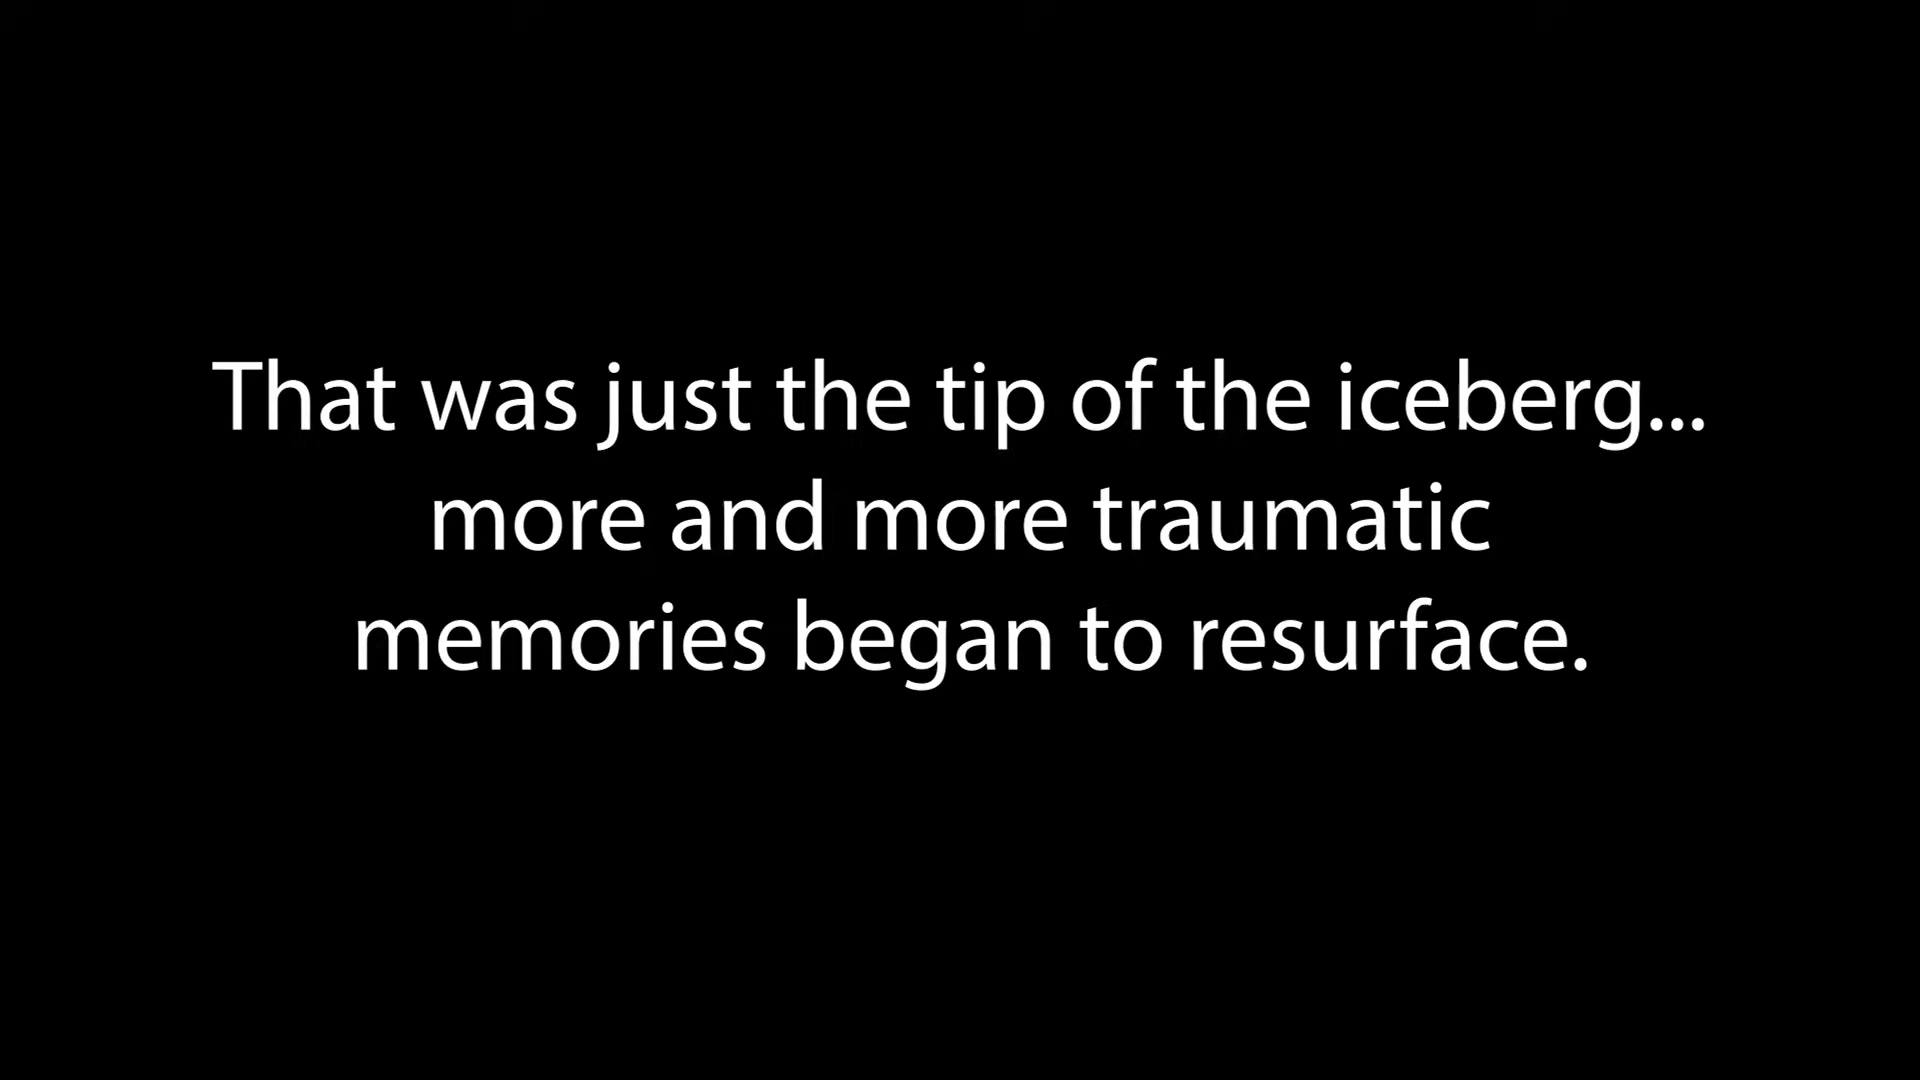 That was just the tip of the iceberg...
more and more traumatic
memories began to resurface.